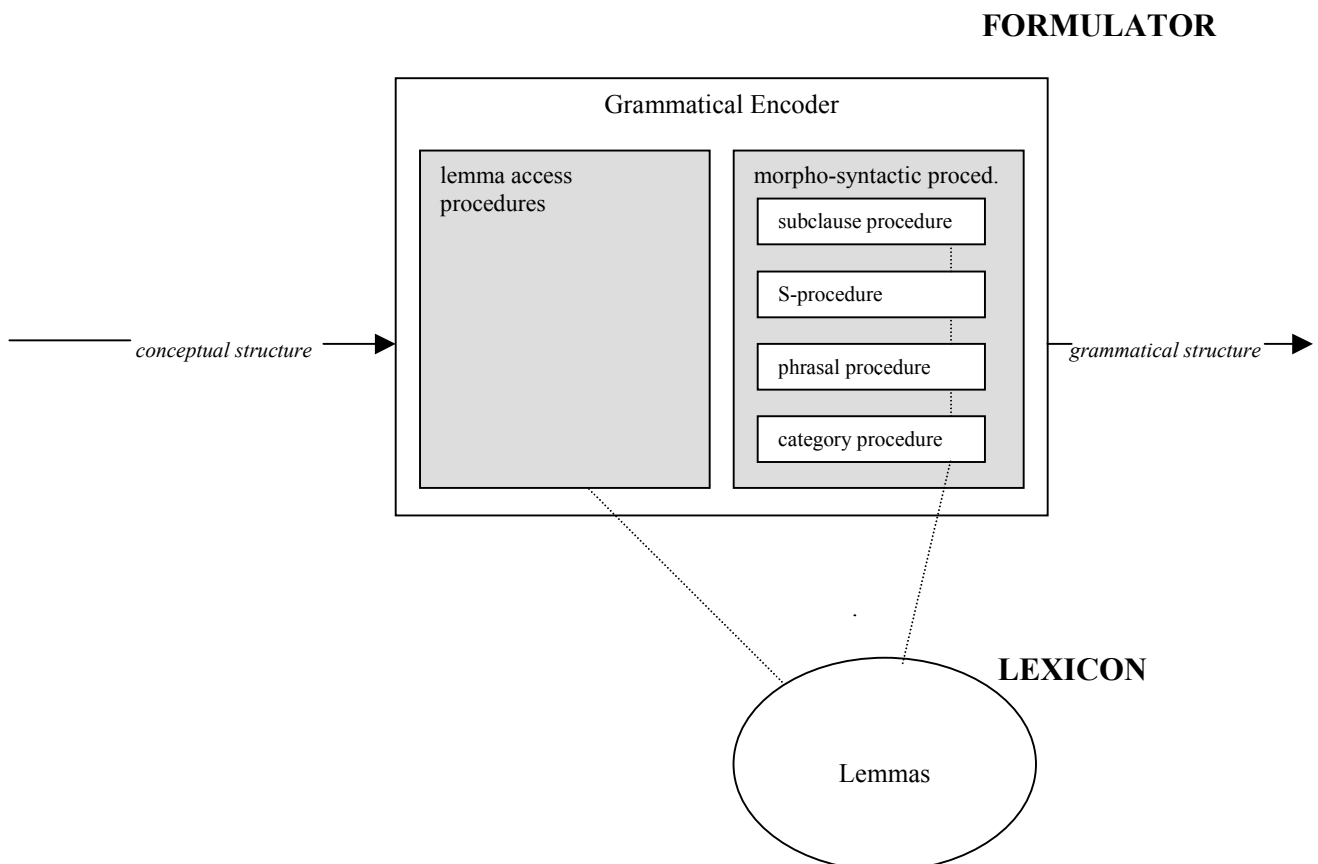 FORMULATOR
Grammatical Encoder
lemma access
procedures
morpho-syntactic proced.
subclause procedure
S-procedure
phrasal procedure
category procedure
conceptual structure
grammatical structure
LEXICON
Lemmas